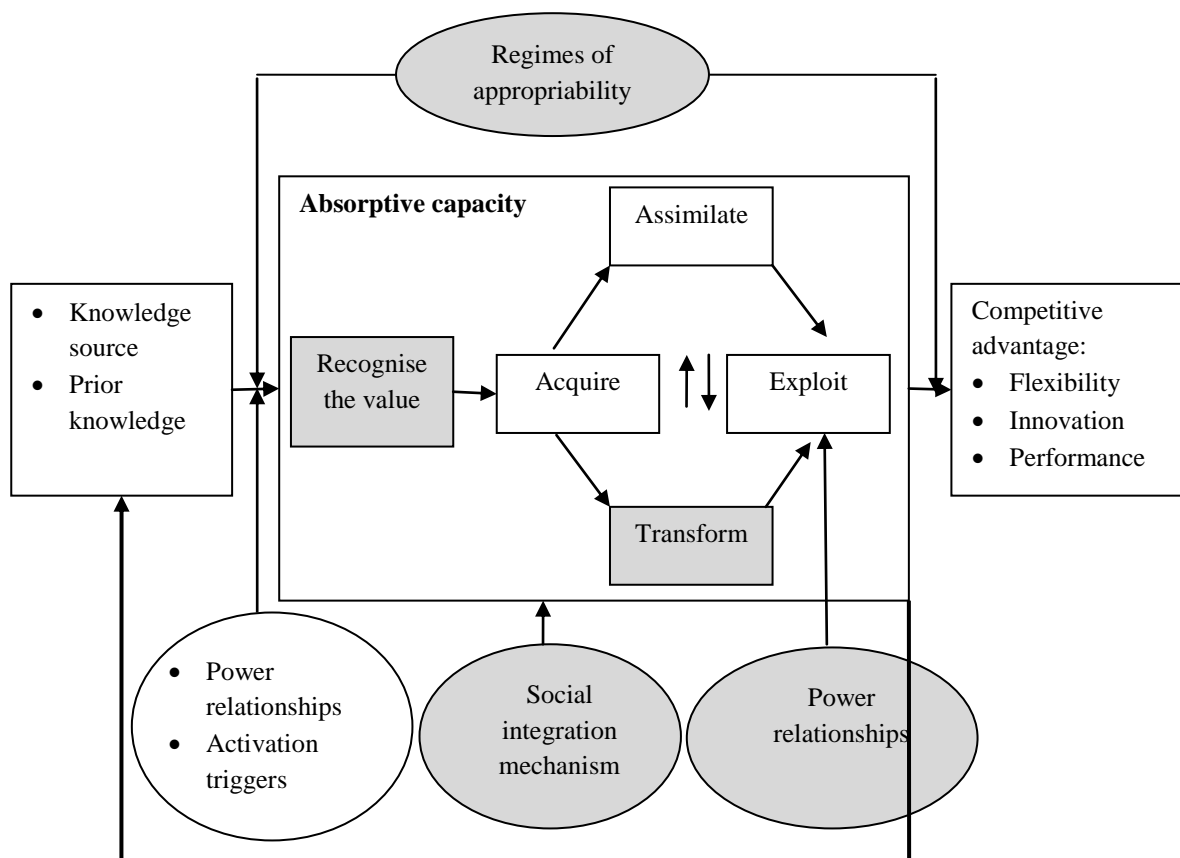 Regimes of
appropriability
Absorptive capacity
Assimilate
• Knowledge
source
• Prior
knowledge
Recognise
the value
Acquire
Exploit
Competitive
advantage:
• Flexibility
• Innovation
• Performance
Transform
• Power
relationships
• Activation
triggers
Social
integration
mechanism
Power
relationships